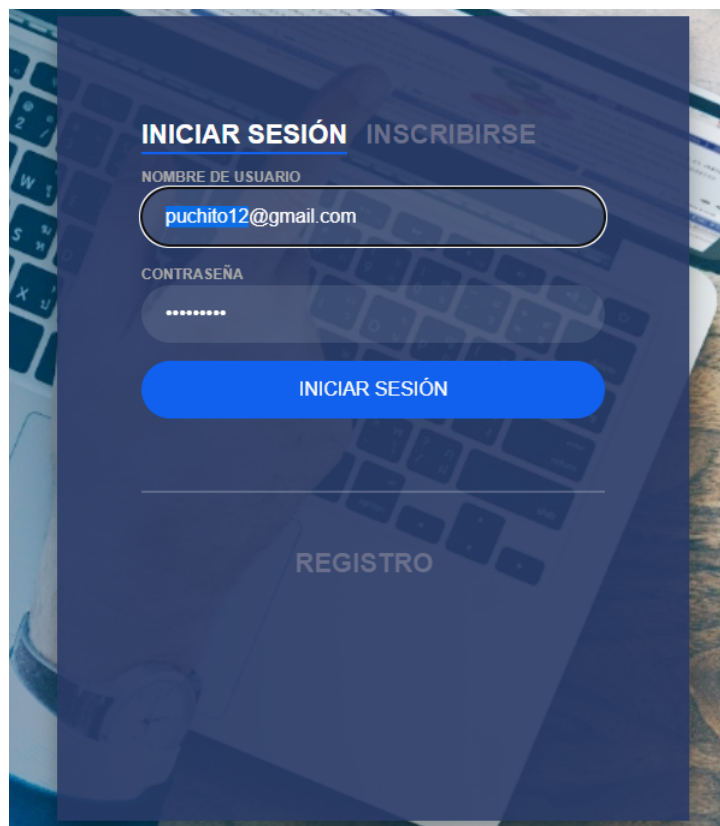 INICIAR SESIÓN INSCRIBIRSE
NOMBRE DE USUARIO
puchito12@gmail.com
CONTRASEÑA
•••••••••
INICIAR SESIÓN
REGISTRO